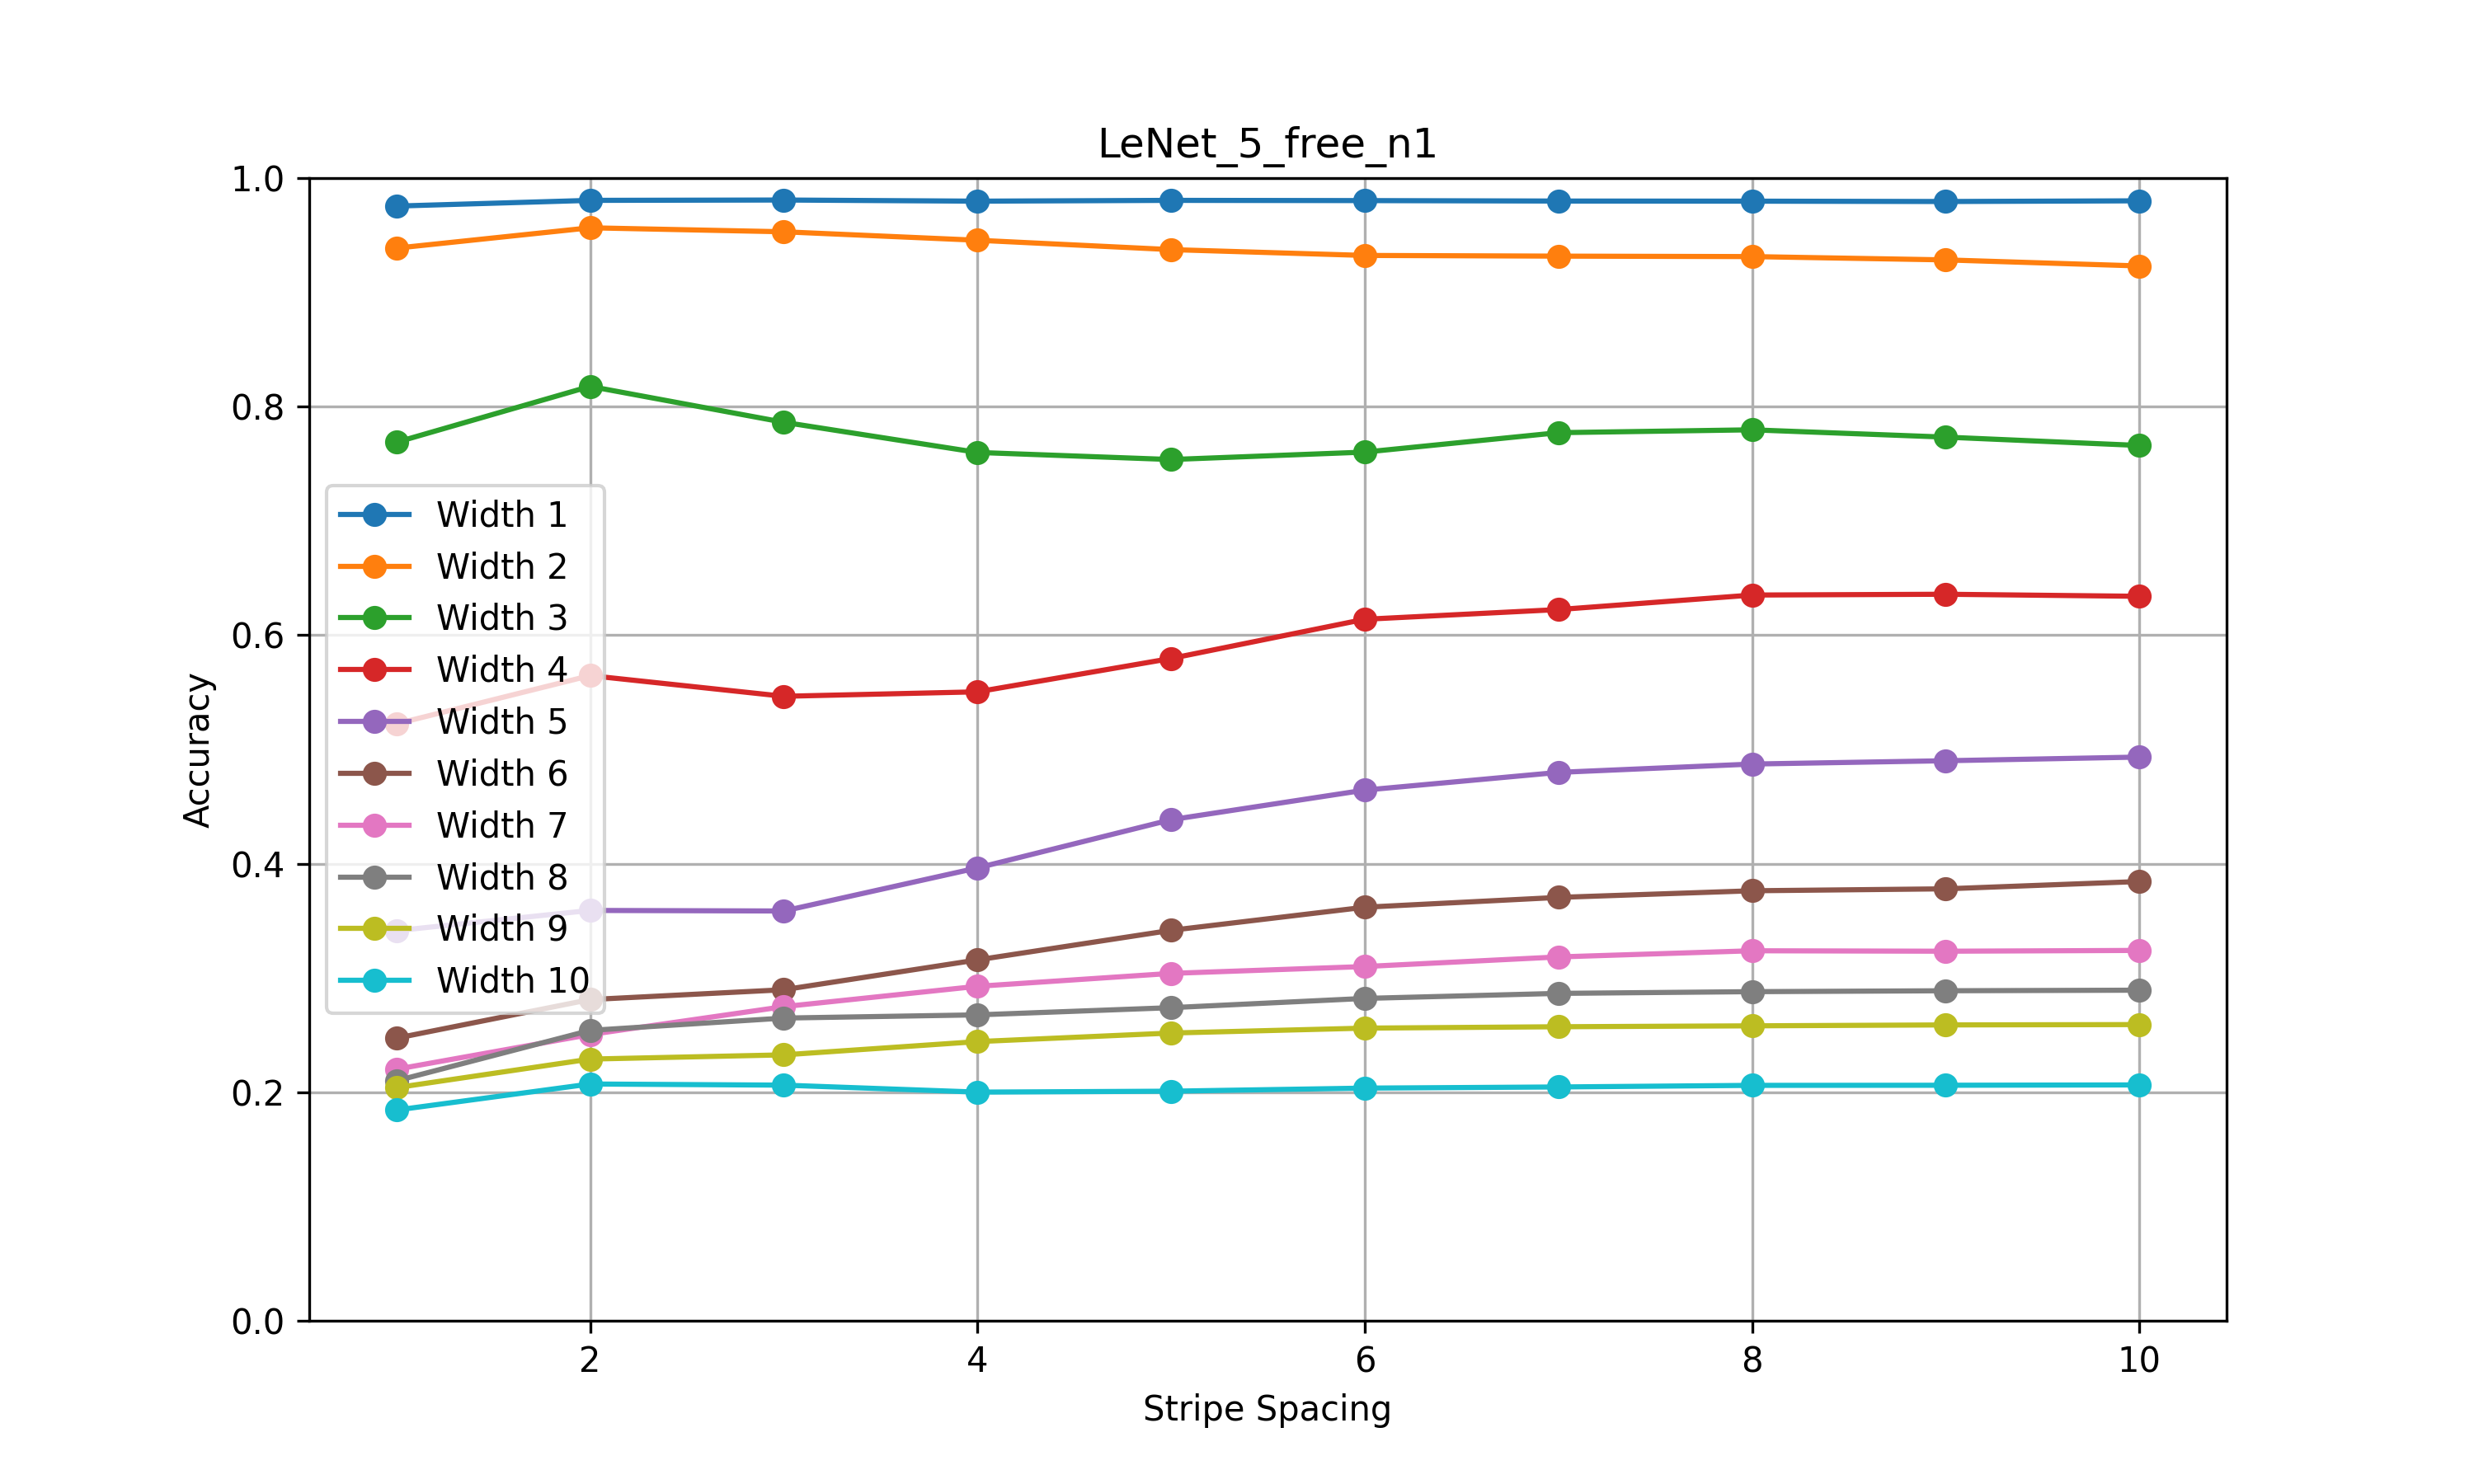 LeNet_5_free_n1
1.0
0.8
0.6
0.4
0.2
0.0
Accuracy
Width 1
Width 2
Width 3
Width 4
Width 5
Width 6
Width 7
Width 8
Width 9
Width 10
2 4 6 8 10
Stripe Spacing